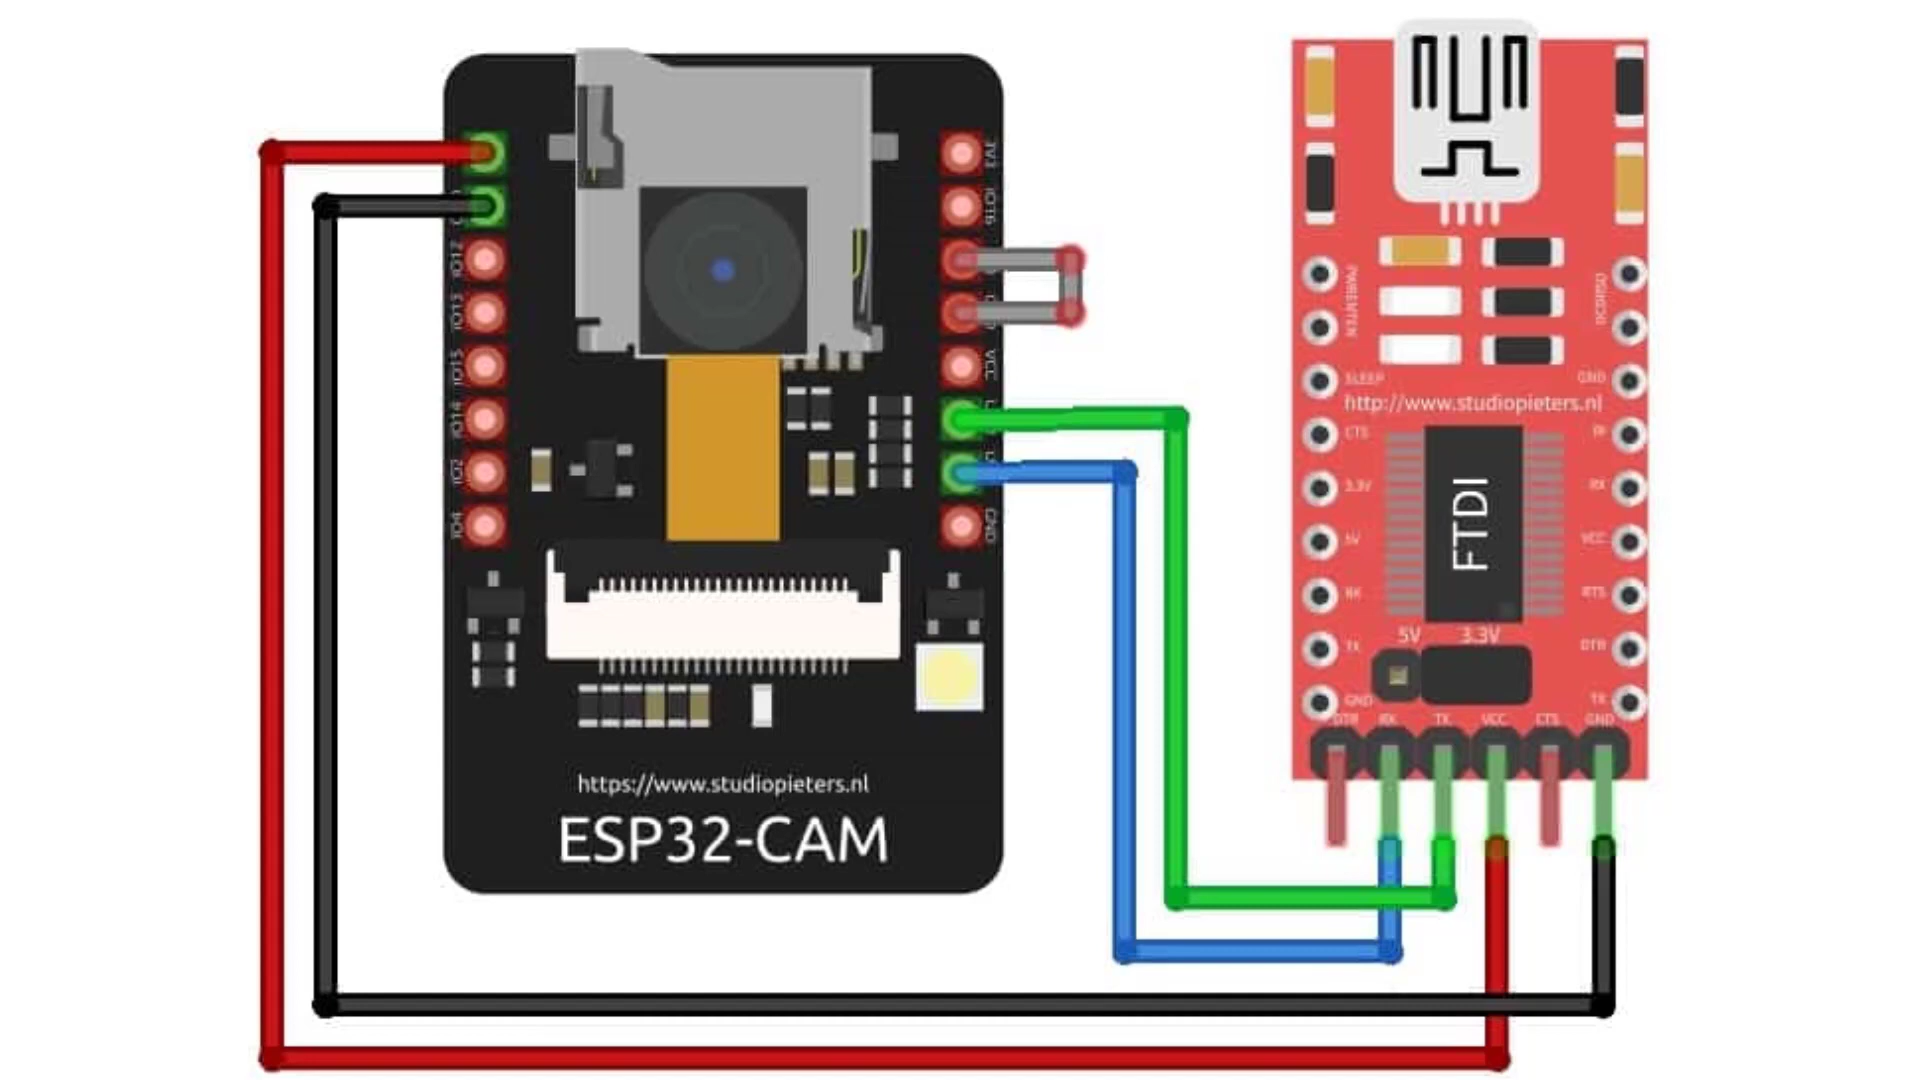 3V3
IO16
IO12
IO13
VCC
IO15
IO14
IO2
IO4
GND
https://www.studiopieters.nl
ESP32-CAM
SLEEP
GND
http://www.studiopieters.nl
CTS
3.3V
RX
5V
VCC
RX
RTS
FTDI
5V
3.3V
TX
DTR
GND
TX
DTR
RX
TX
VCC
CTS
GND